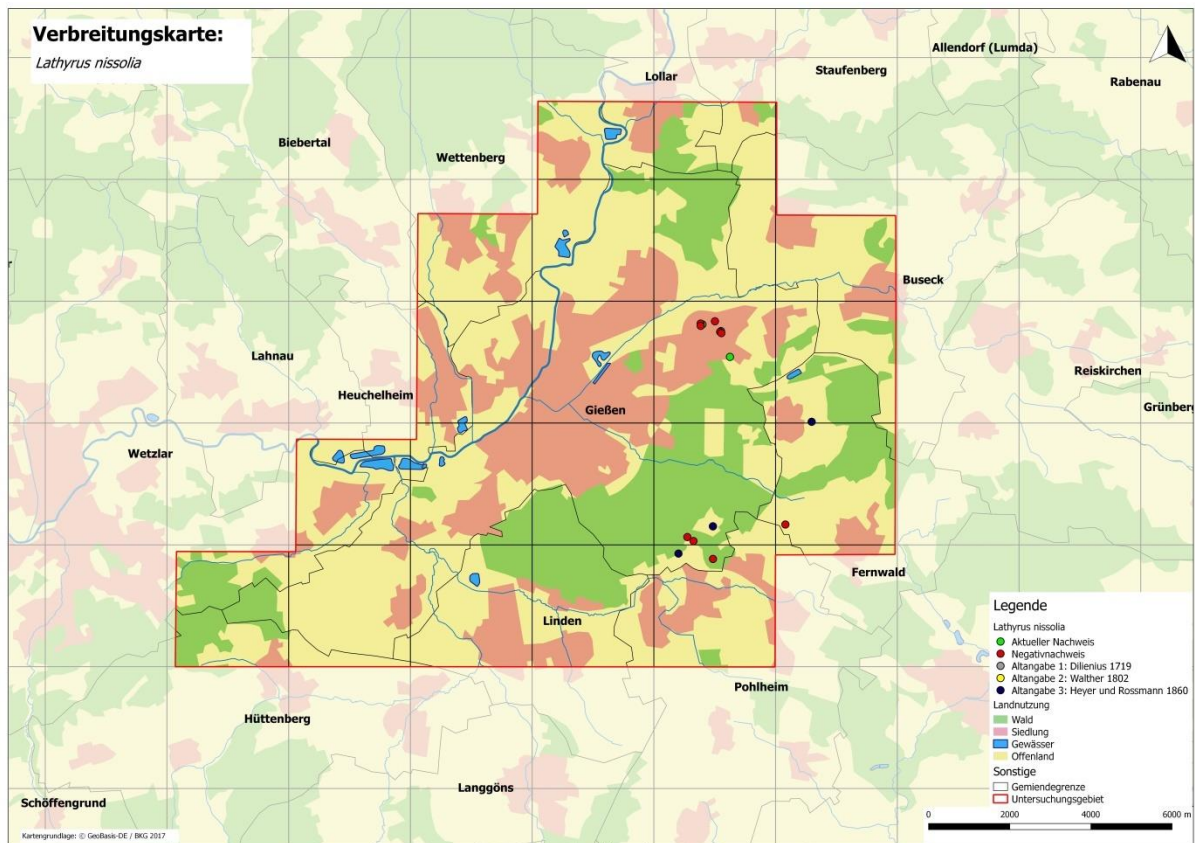 Verbreitungskarte:
Lathyrus nissolia
Allendorf (Lumda)
Lollar
Staufenberg
Rabenau
Biebertal
Wettenberg
Buseck
Lahnau
Reiskirchen
Heuchelheim
Gießen
Grünberg
Wetzlar
Fernwald
Linden
Pohlheim
Hüttenberg
Langgöns
Schöffengrund
Legende
Lathyrus nissolia
Aktueller Nachweis
Negativnachweis
Altangabe 1: Dilienius 1719
Altangabe 2: Walther 1802
Altangabe 3: Heyer und Rossmann 1860
Landnutzung
Wald
Siedlung
Gewässer
Offenland
Sonstige
Gemiendegrenze
Untersuchungsgebiet
0 2000 4000 6000 m
Kartengrundlage: © GeoBasis-DE / BKG 2017